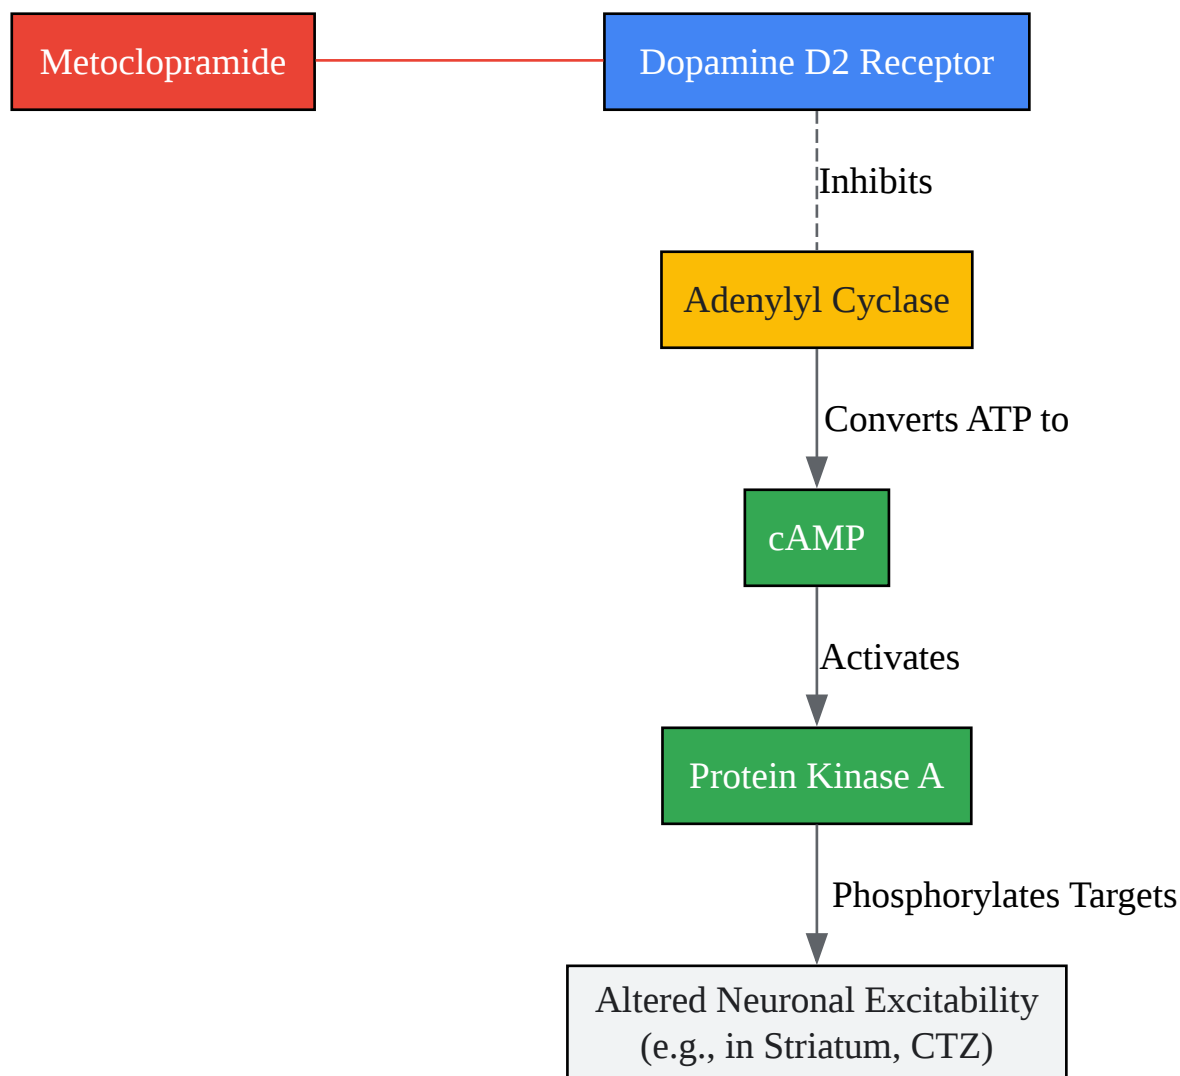 Metoclopramide
Dopamine D2 Receptor
Inhibits
Adenylyl Cyclase
Converts ATP to
cAMP
Activates
Protein Kinase A
Phosphorylates Targets
Altered Neuronal Excitability
(e.g., in Striatum, CTZ)